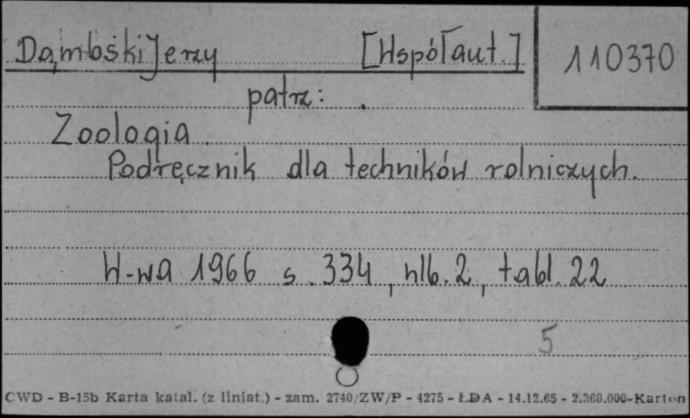 Dąmbski Jerzy [Współaut.] 110370
patrz:
Zoologia.
Podręcznik dla techników rolniczych.
W-wa 1966 s. 334, nlb. 2, tabl. 22
5
CWD - B-15b Karta katal. (z liniat.) - zam. 2740/ZW/P - 4275 - ŁDA - 14.12.65 - 2.360.000-Karton